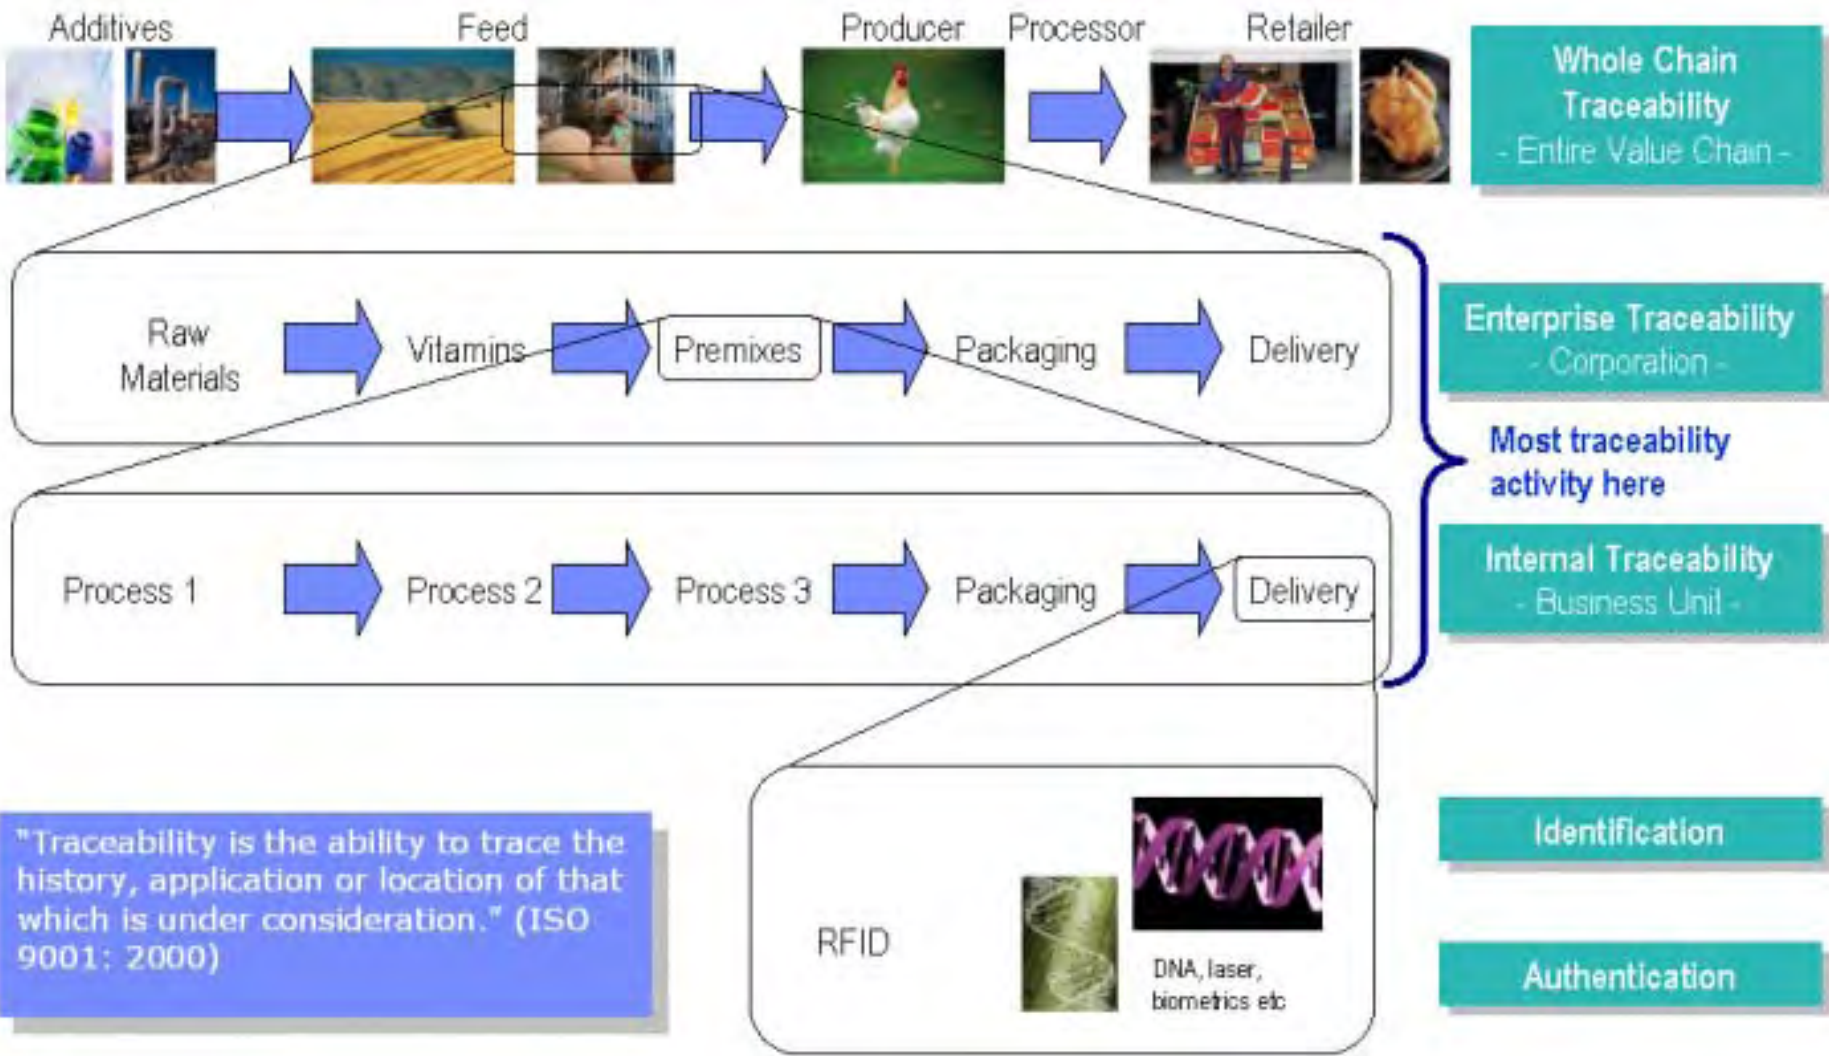 Additives
Feed
Producer
Processor
Retailer
Whole Chain
Traceability
- Entire Value Chain -
Raw
Materials
Vitamins
Premixes
Packaging
Delivery
Enterprise Traceability
- Corporation -
Most traceability
activity here
Process 1
Process 2
Process 3
Packaging
Delivery
Internal Traceability
- Business Unit -
"Traceability is the ability to trace the
history, application or location of that
which is under consideration." (ISO
9001: 2000)
RFID
DNA, laser,
biometrics etc
Identification
Authentication